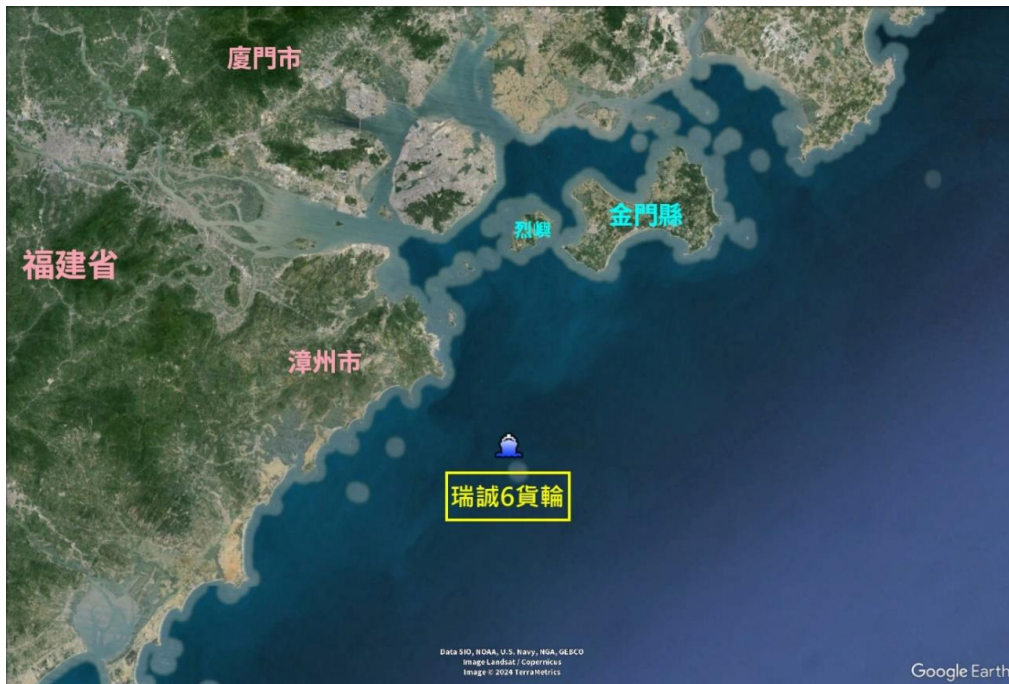 廈門市
金門縣
烈嶼
福建省
漳州市
瑞誠6貨輪
Data SIO, NOAA, U.S. Navy, NGA, GEBCO
Image Landsat / Copernicus
Image © 2024 TerraMetrics
Google Earth